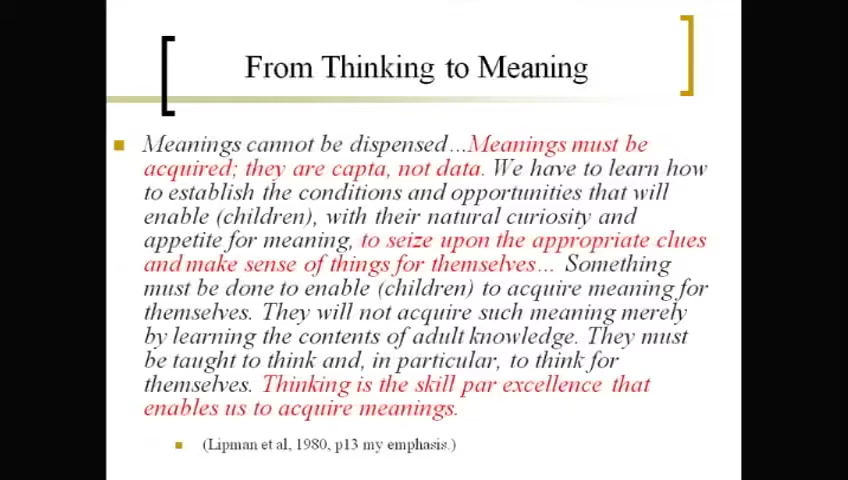 From Thinking to Meaning
Meanings cannot be dispensed…Meanings must be
acquired; they are capta, not data. We have to learn how
to establish the conditions and opportunities that will
enable (children), with their natural curiosity and
appetite for meaning, to seize upon the appropriate clues
and make sense of things for themselves… Something
must be done to enable (children) to acquire meaning for
themselves. They will not acquire such meaning merely
by learning the contents of adult knowledge. They must
be taught to think and, in particular, to think for
themselves. Thinking is the skill par excellence that
enables us to acquire meanings.
(Lipman et al, 1980, p13 my emphasis.)